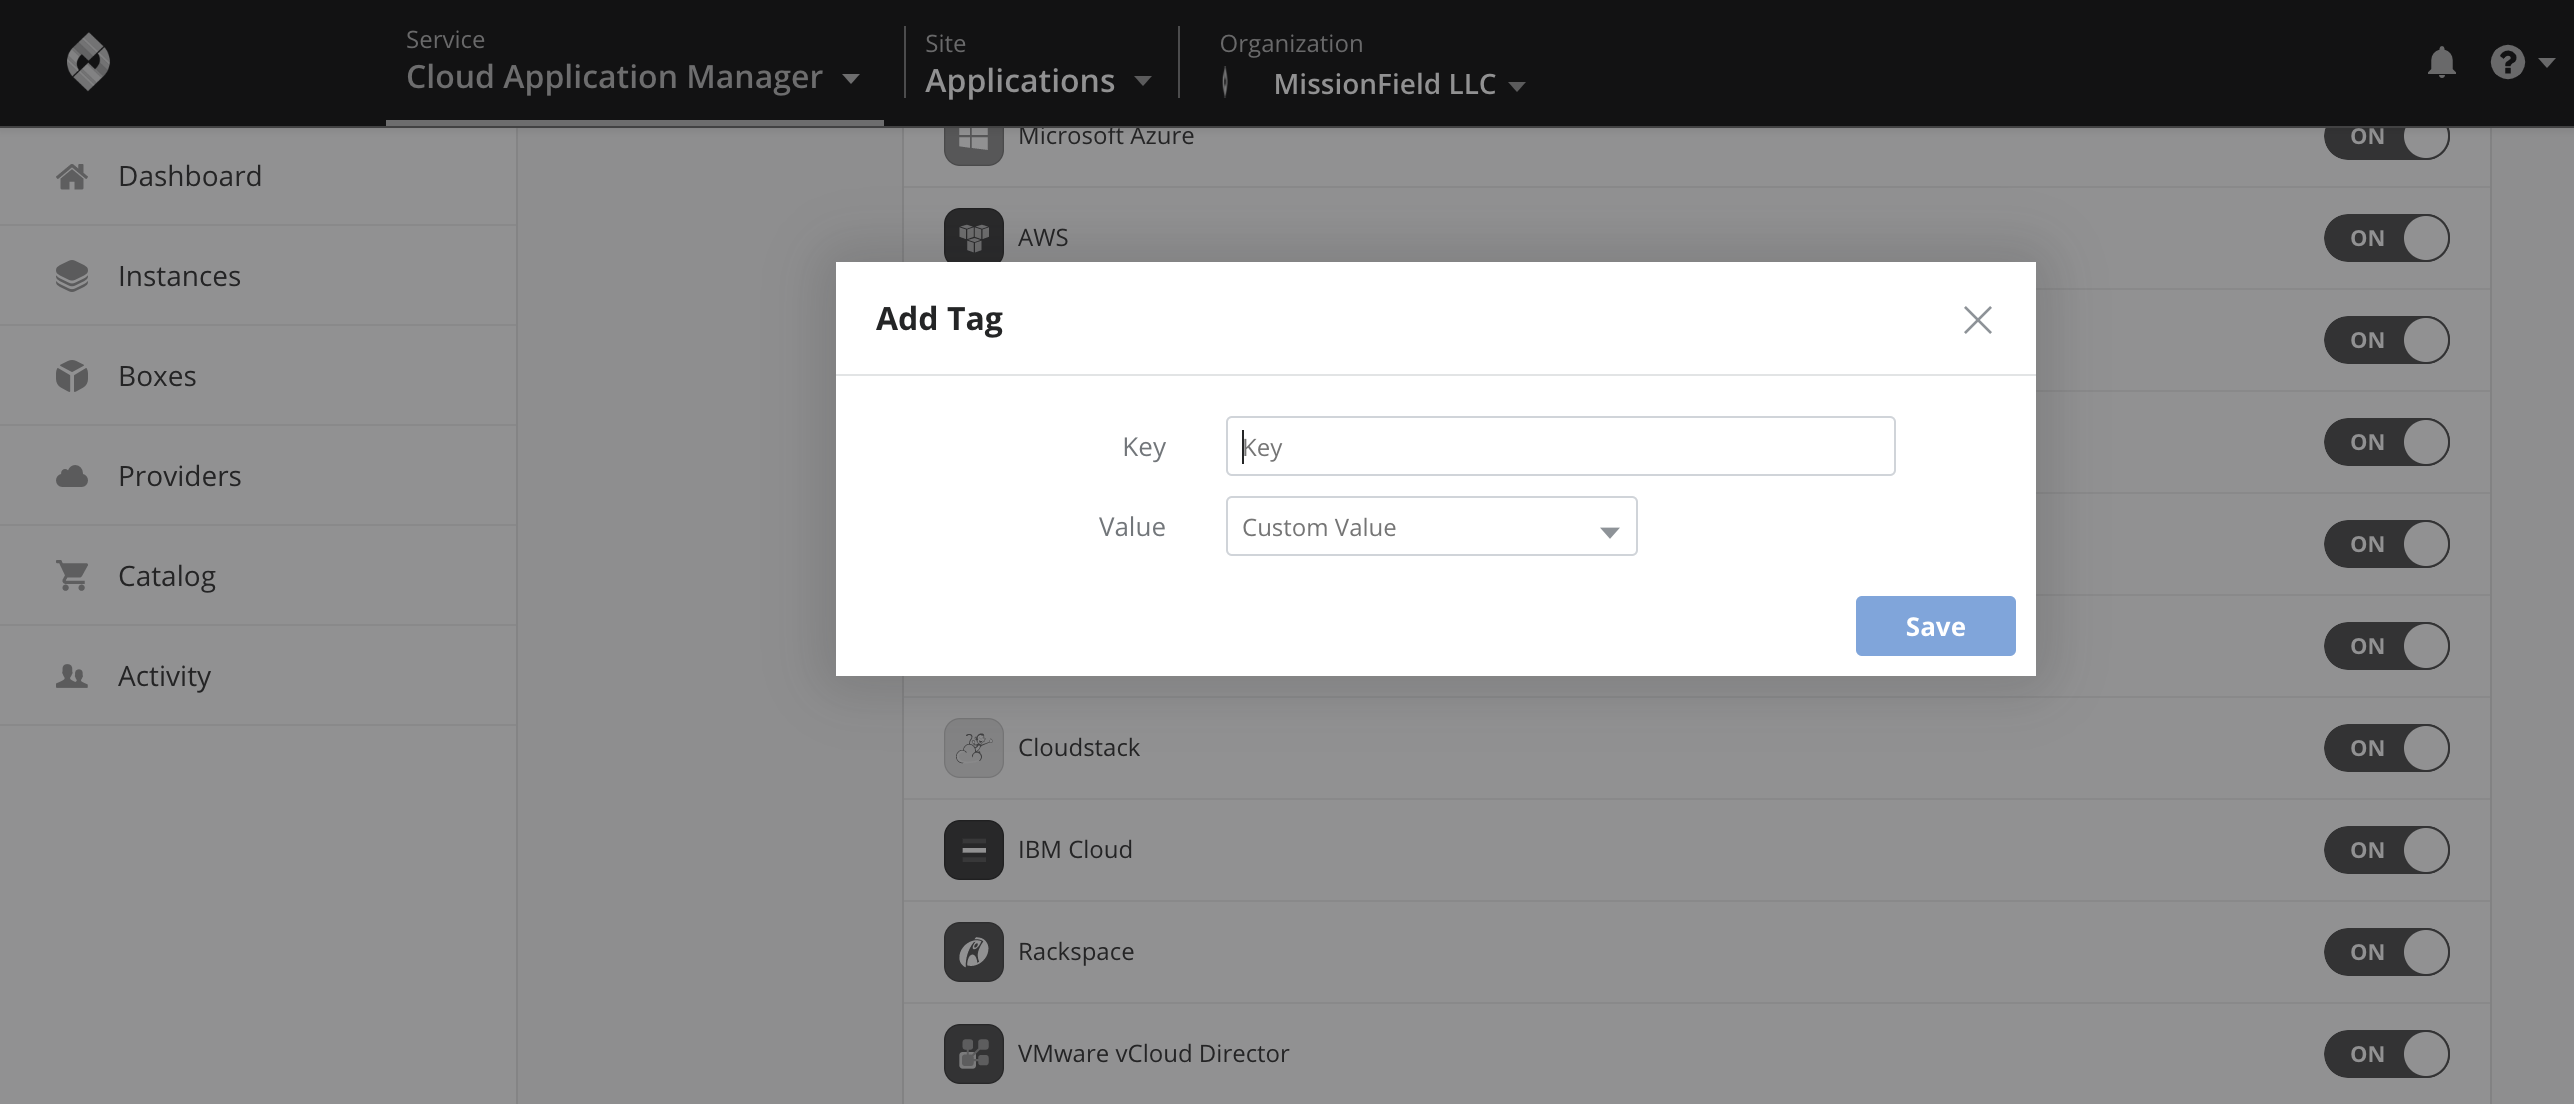 Service
Cloud Application Manager
Site
Applications
Organization
MissionField LLC
Dashboard
Instances
Boxes
Providers
Catalog
Activity
Microsoft Azure
ON
AWS
ON
ON
ON
ON
ON
Add Tag
Key
Key
Value
Custom Value
Save
Cloudstack
ON
IBM Cloud
ON
Rackspace
ON
VMware vCloud Director
ON